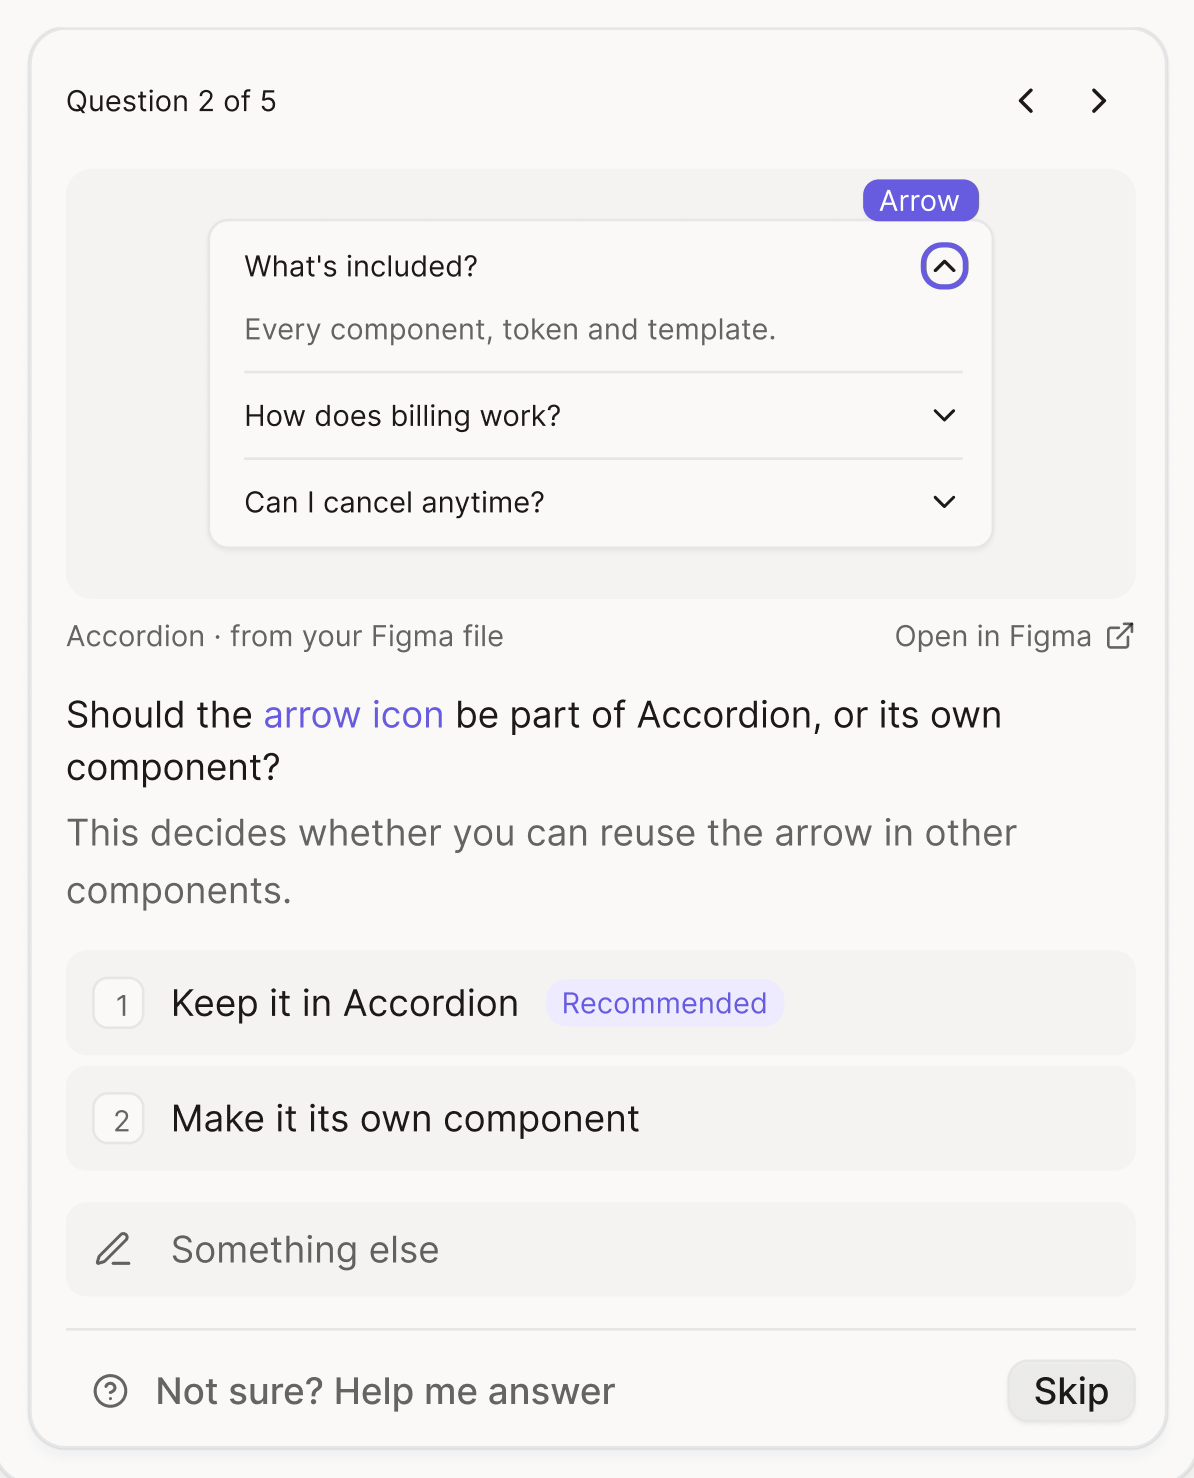 Question 2 of 5
Arrow
What's included?
Every component, token and template.
How does billing work?
Can I cancel anytime?
Accordion · from your Figma file
Open in Figma
Should the arrow icon be part of Accordion, or its own
component?
This decides whether you can reuse the arrow in other
components.
1 Keep it in Accordion Recommended
2 Make it its own component
Something else
Not sure? Help me answer
Skip